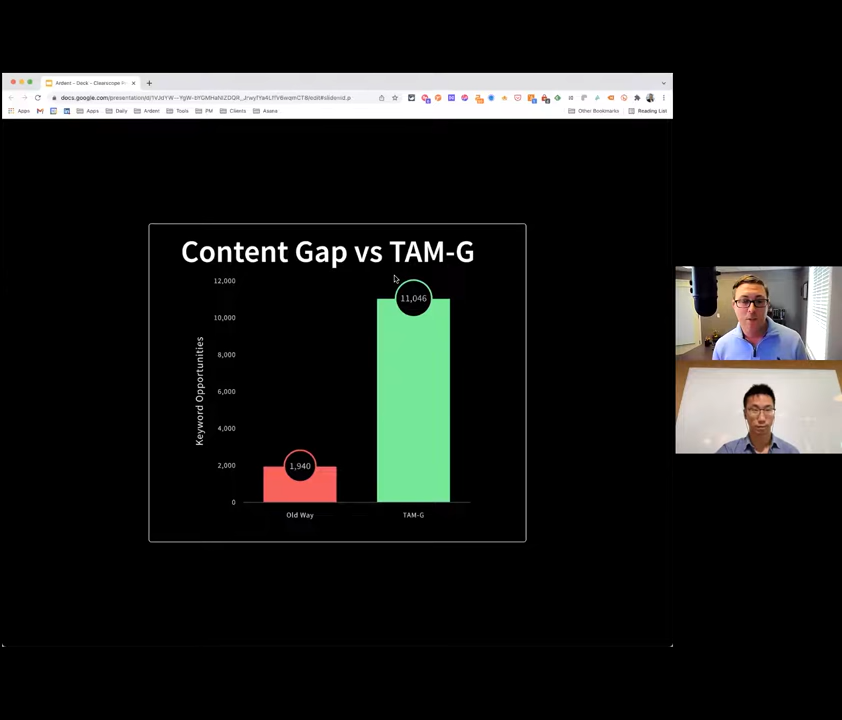 Ardent - Deck - Clearscope
Apps
Daily
Ardent
Tools
PM
Clients
Asana
Other Bookmarks
Reading List
Content Gap vs TAM-G
12,000
10,000
8,000
6,000
4,000
2,000
0
Keyword Opportunities
11,046
1,940
Old Way
TAM-G